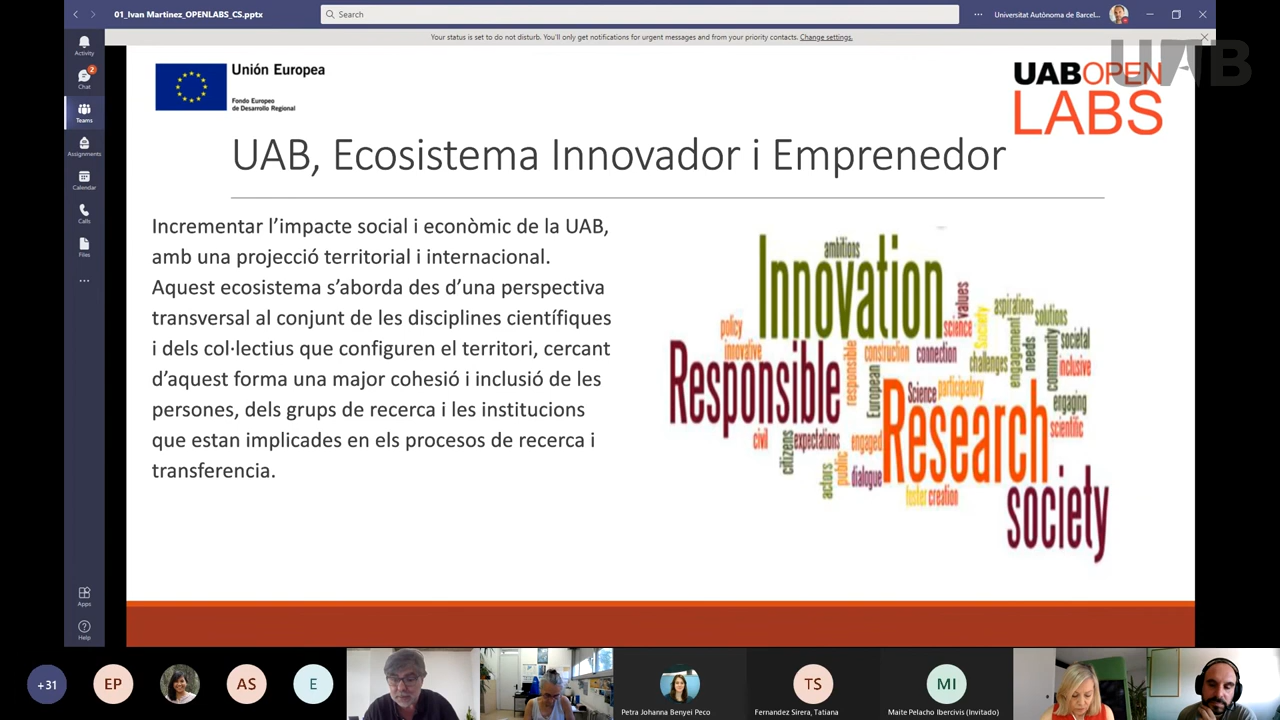 01_Ivan Martinez_OPENLABS_CS.pptx
Search
Universitat Autònoma de Barcel...
Your status is set to do not disturb. You'll only get notifications for urgent messages and from your priority contacts. Change settings.
Activity
2
Chat
Teams
Assignments
Calendar
Calls
Files
Apps
Help
Unión Europea
Fondo Europeo
de Desarrollo Regional
UAB
UABOPEN
LABS
UAB, Ecosistema Innovador i Emprenedor
Incrementar l’impacte social i econòmic de la UAB,
amb una projecció territorial i internacional.
Aquest ecosistema s’aborda des d’una perspectiva
transversal al conjunt de les disciplines científiques
i dels col·lectius que configuren el territori, cercant
d’aquest forma una major cohesió i inclusió de les
persones, dels grups de recerca i les institucions
que estan implicades en els procesos de recerca i
transferencia.
ambitions
Innovation
values
science
Society
aspirations
solutions
policy
innovative
Responsible
responsible
construction
connection
challenges
engagement
needs
community
societal
inclusive
European
Science
participatory
engaging
scientific
Research
civil
citizens
expectations
engaged
actors
public
dialogue
foster
creation
society
+31
EP
AS
E
Petra Johanna Benyei Peco
TS
Fernandez Sirera, Tatiana
MI
Maite Pelacho Ibercivis (Invitado)